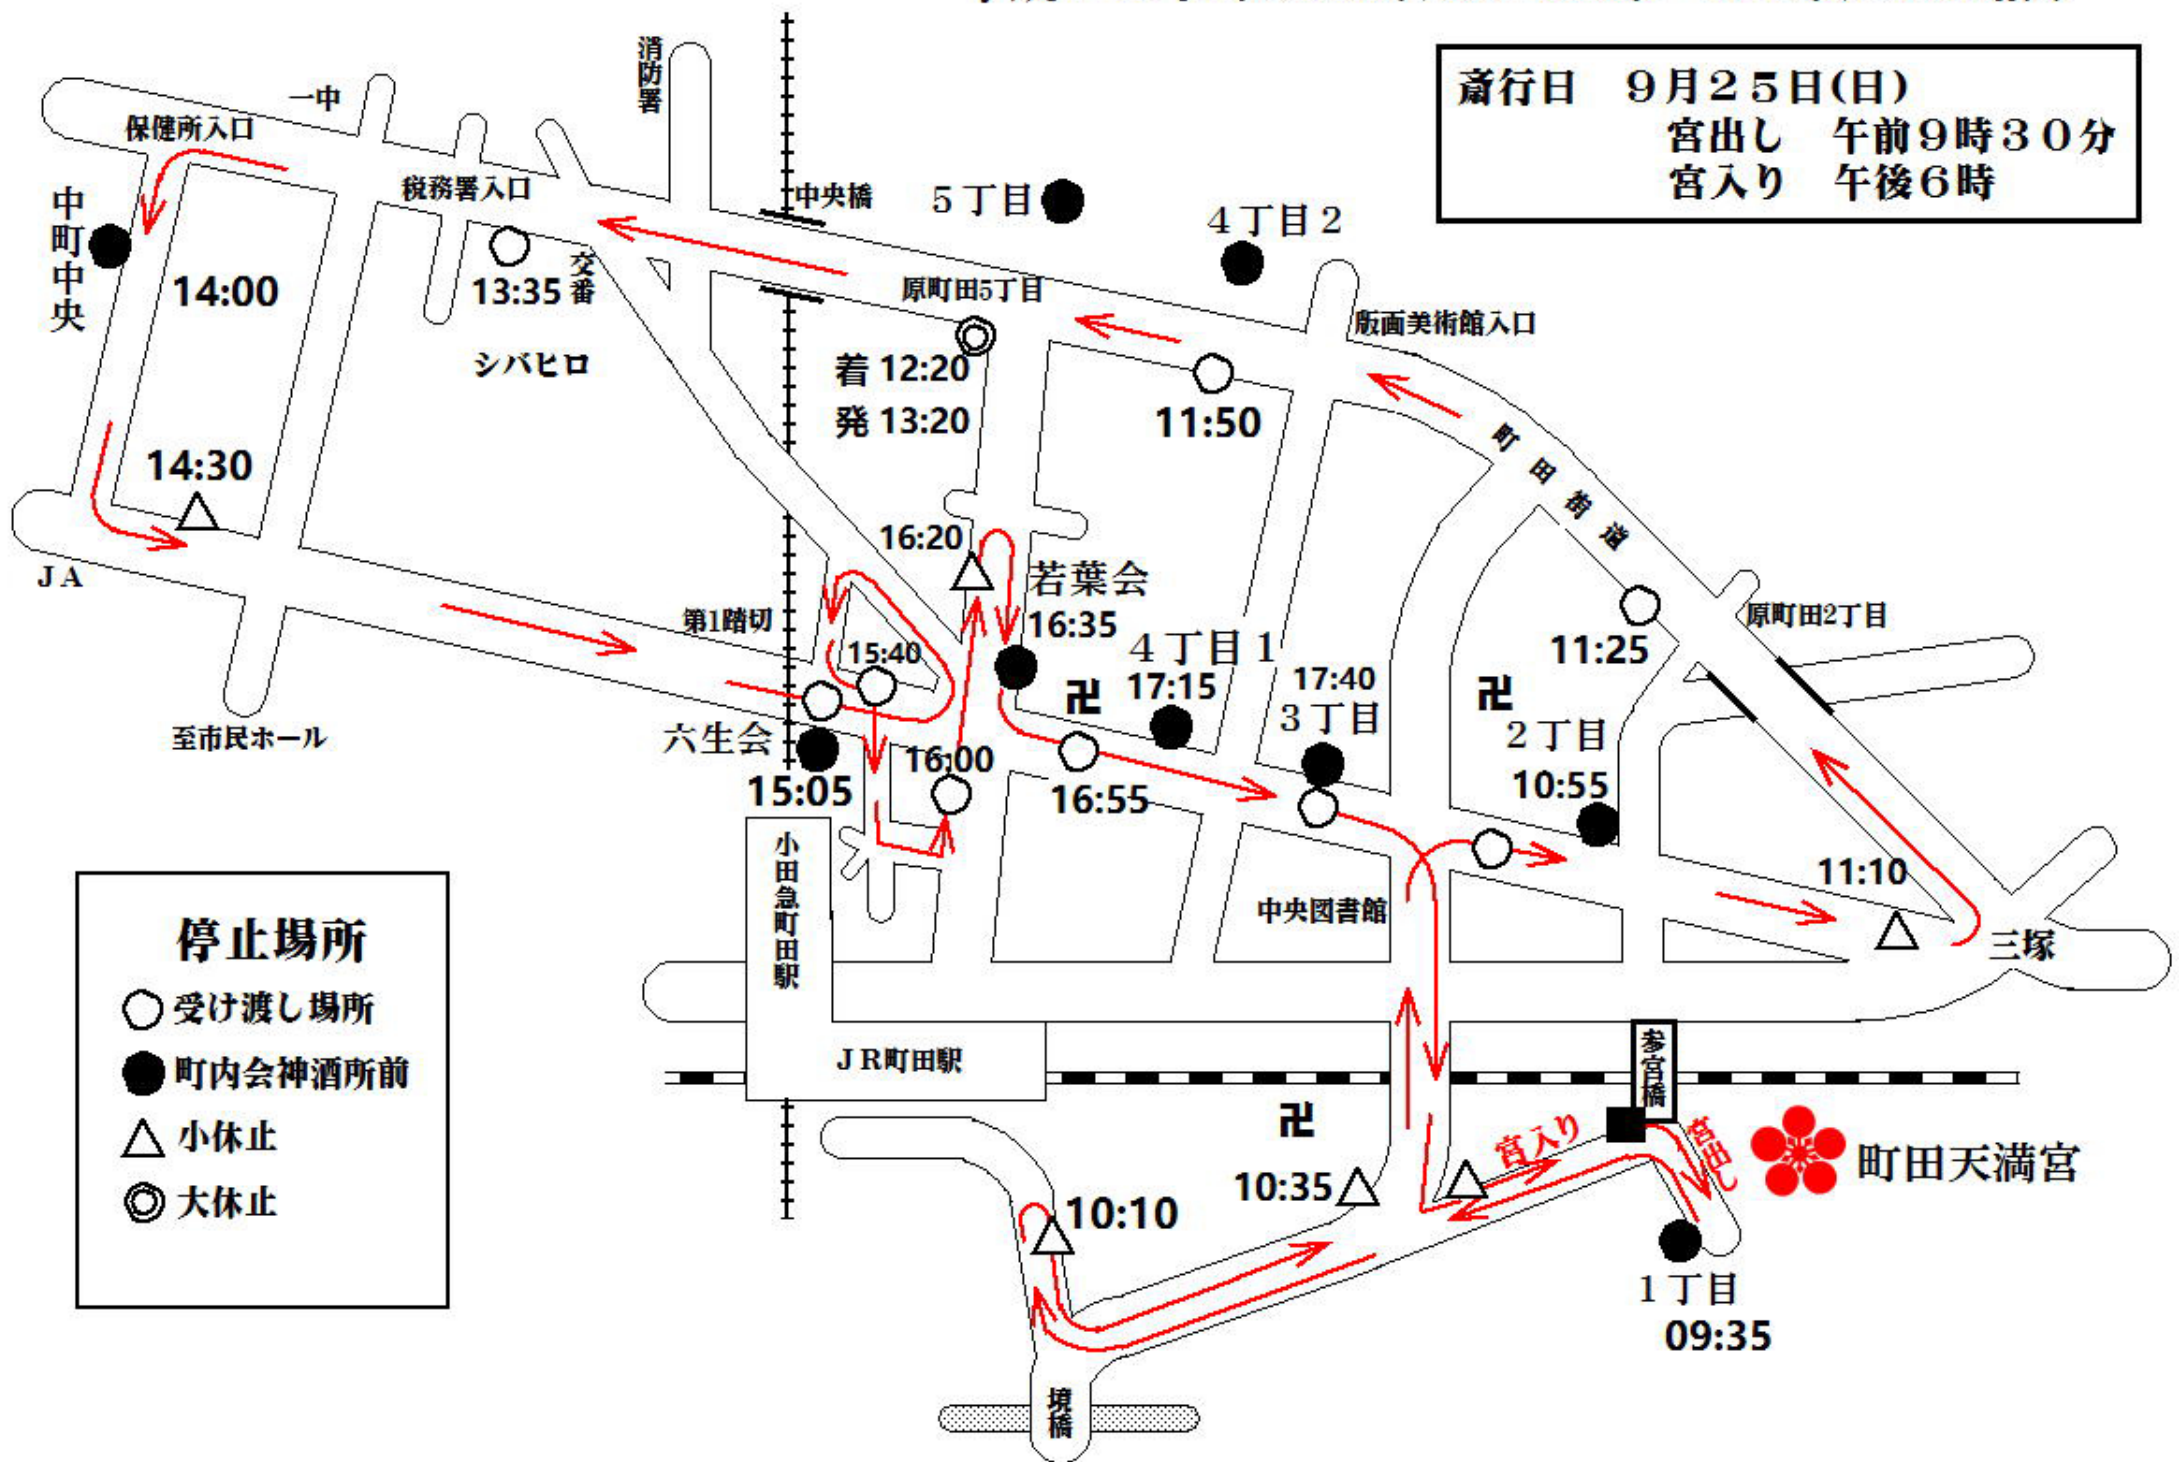 斎行日　９月２５日(日)
宮出し　午前９時３０分
宮入り　午後６時
消防署
一中
保健所入口
税務署入口
中央橋
５丁目
４丁目２
中町中央
14:00
13:35
交番
シバヒロ
原町田5丁目
版画美術館入口
着 12:20
発 13:20
11:50
町田街道
14:30
ＪＡ
16:20
若葉会
16:35
第1踏切
15:40
４丁目１
17:15
17:40
３丁目
卍
卍
２丁目
10:55
11:25
原町田2丁目
至市民ホール
六生会
15:05
16:00
16:55
小田急町田駅
中央図書館
11:10
三塚
停止場所
受け渡し場所
町内会神酒所前
小休止
大休止
ＪＲ町田駅
参宮橋
卍
宮入り
宮出し
町田天満宮
10:35
10:10
１丁目
09:35
境橋